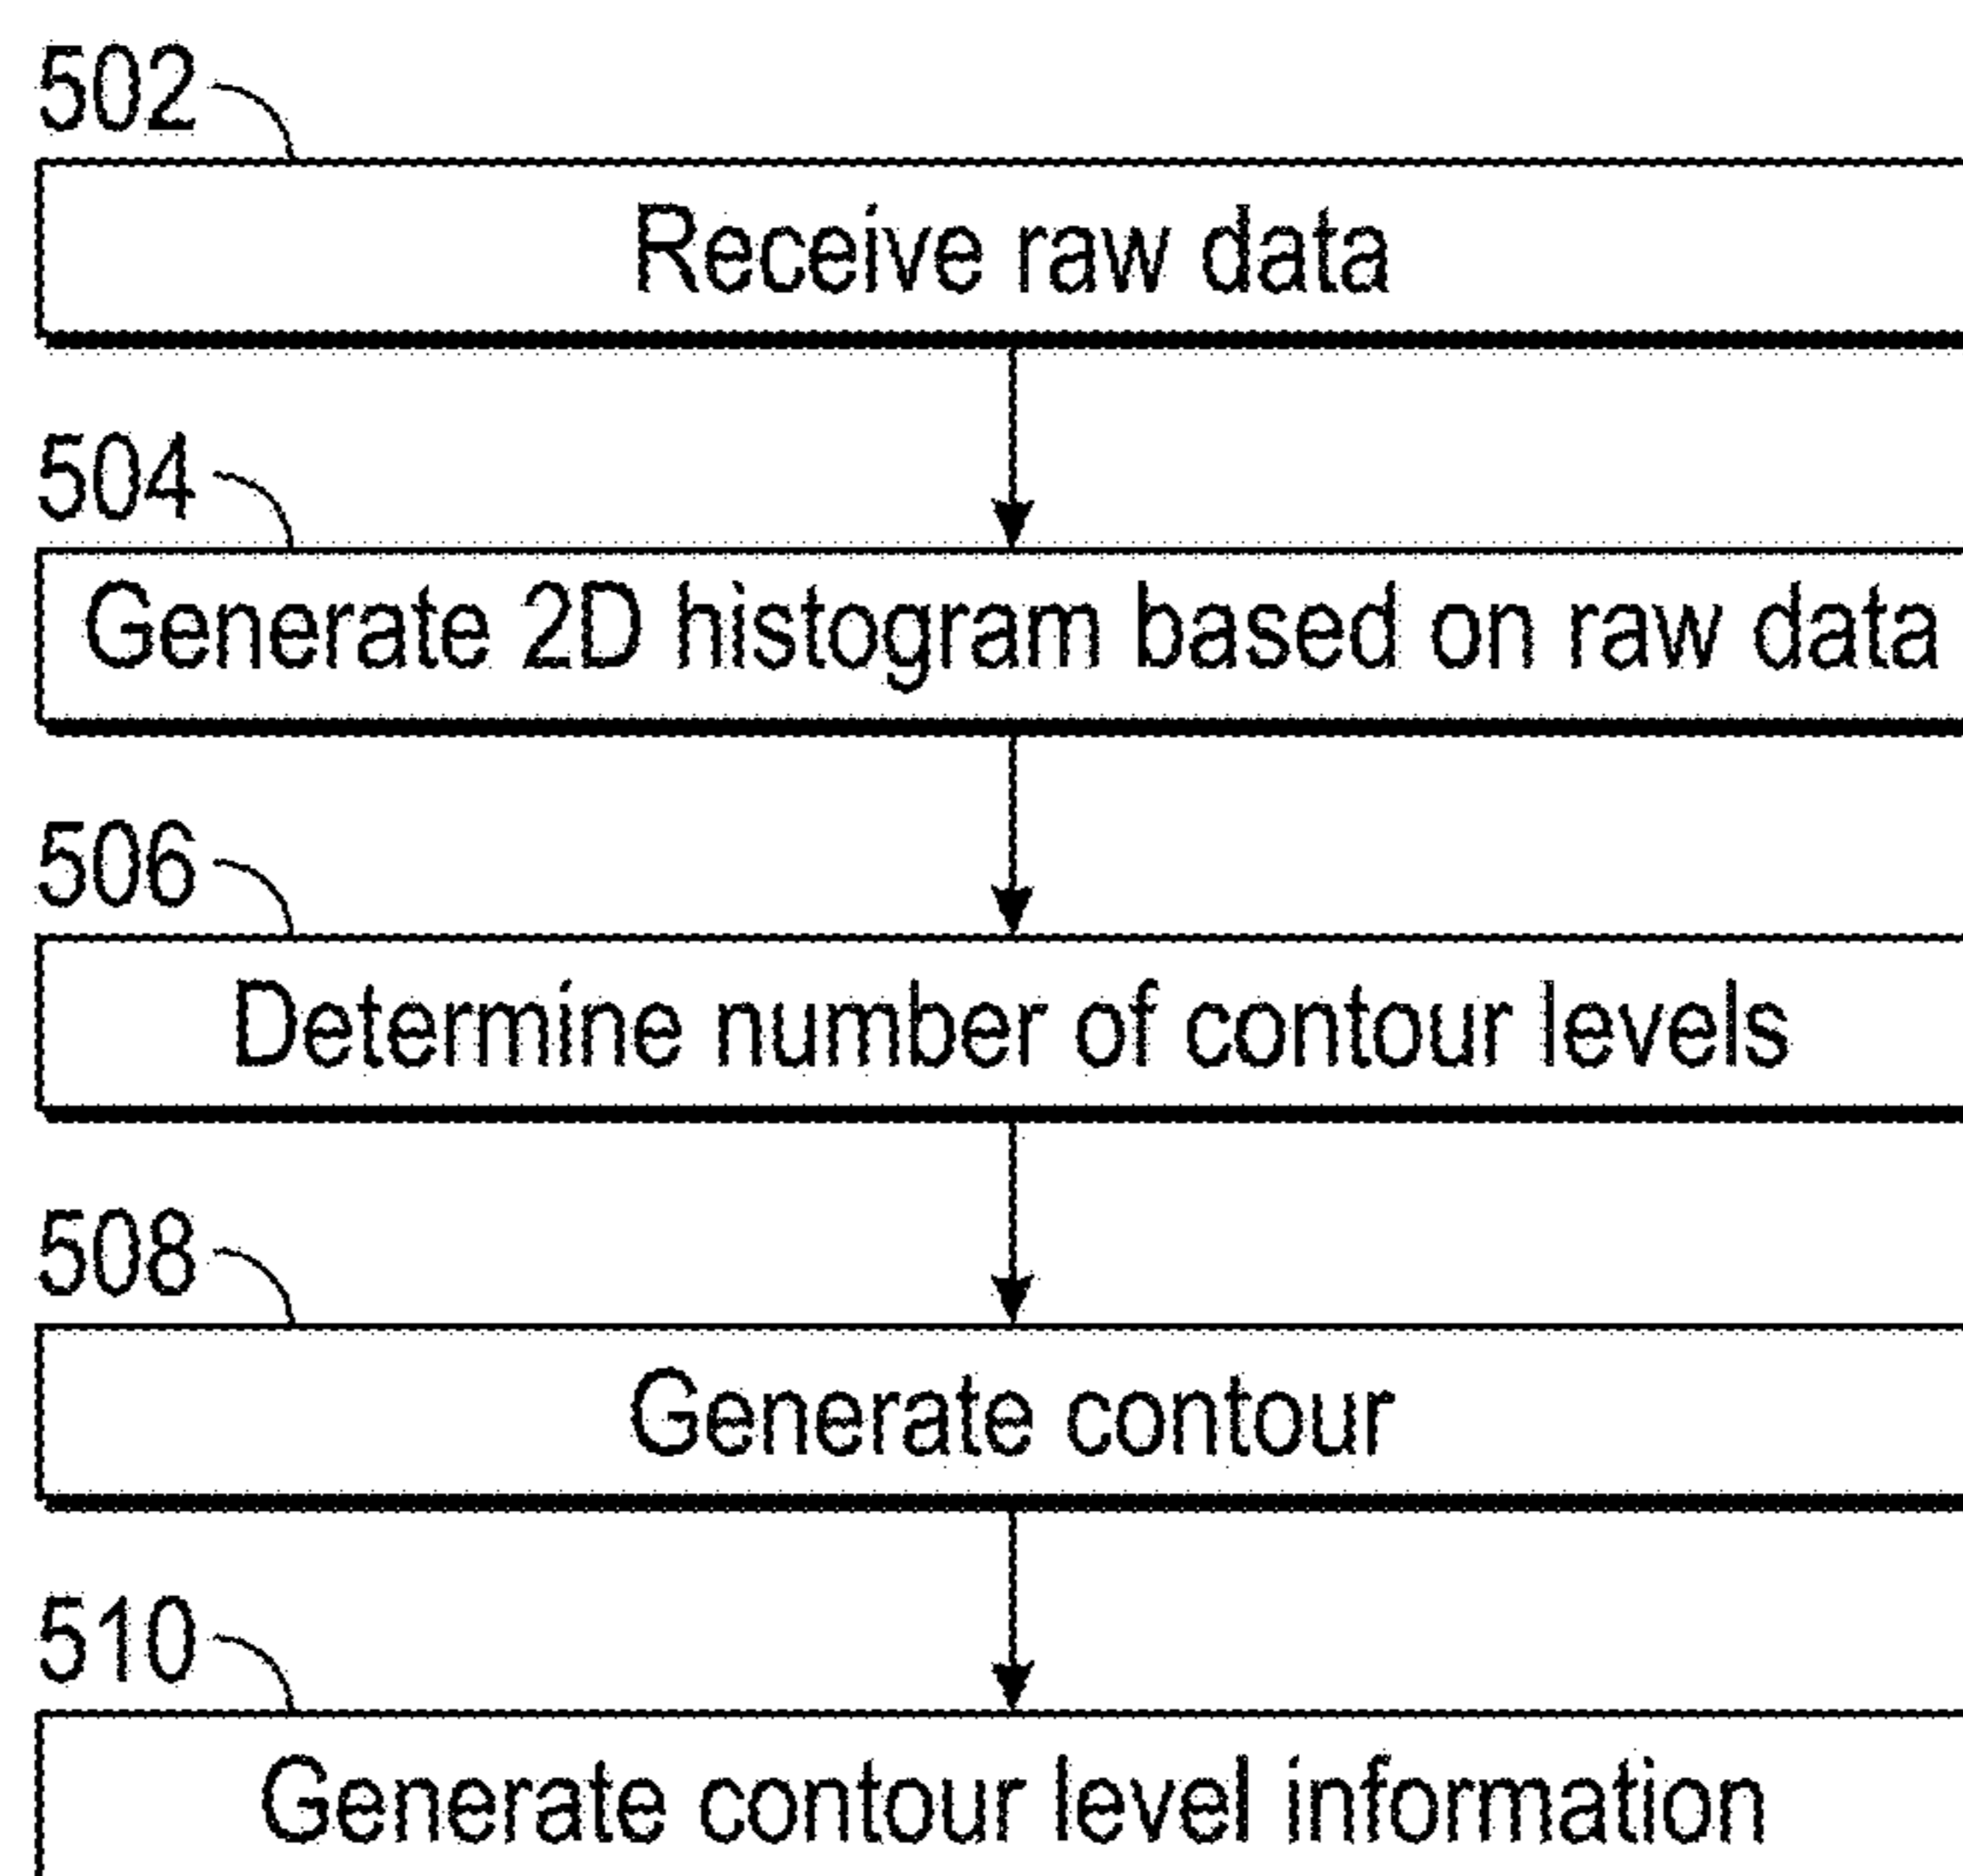 502
Receive raw data
504
Generate 2D histogram based on raw data
506
Determine number of contour levels
508
Generate contour
510
Generate contour level information